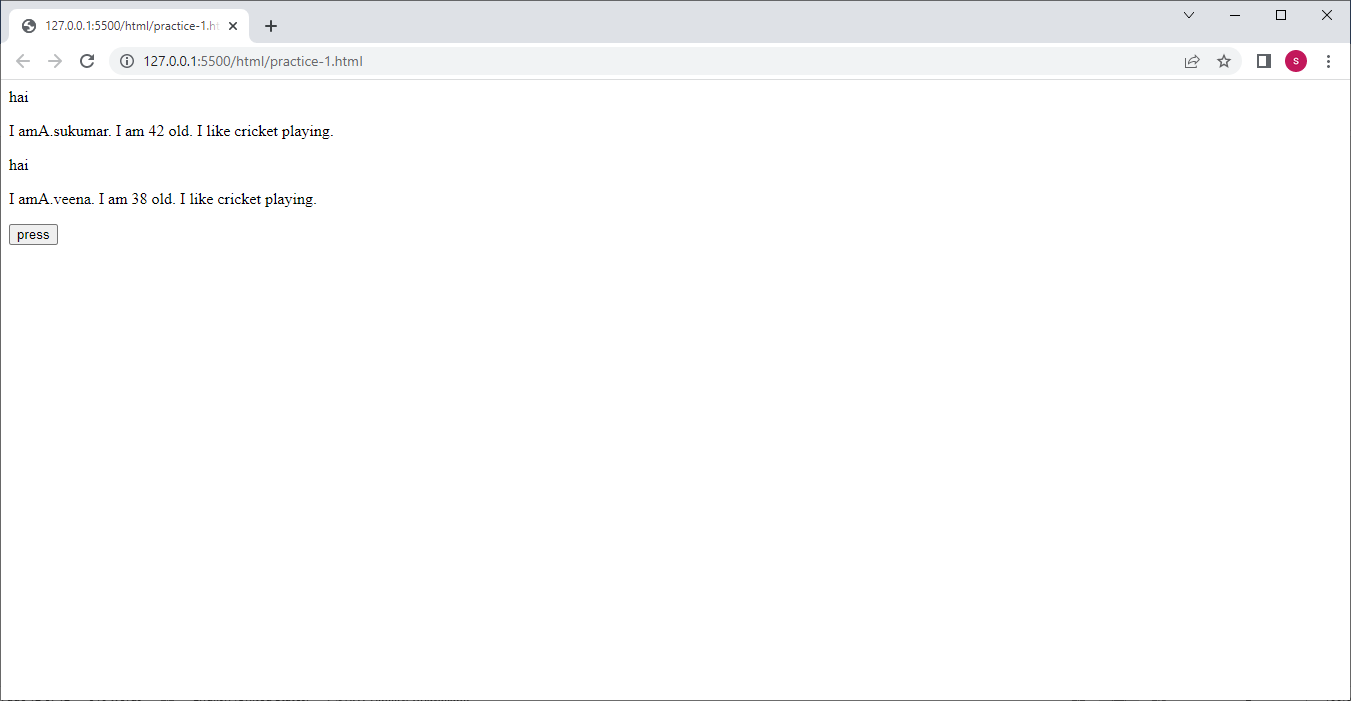 127.0.0.1:5500/html/practice-1.ht
127.0.0.1:5500/html/practice-1.html
s
hai
I amA.sukumar. I am 42 old. I like cricket playing.
hai
I amA.veena. I am 38 old. I like cricket playing.
press